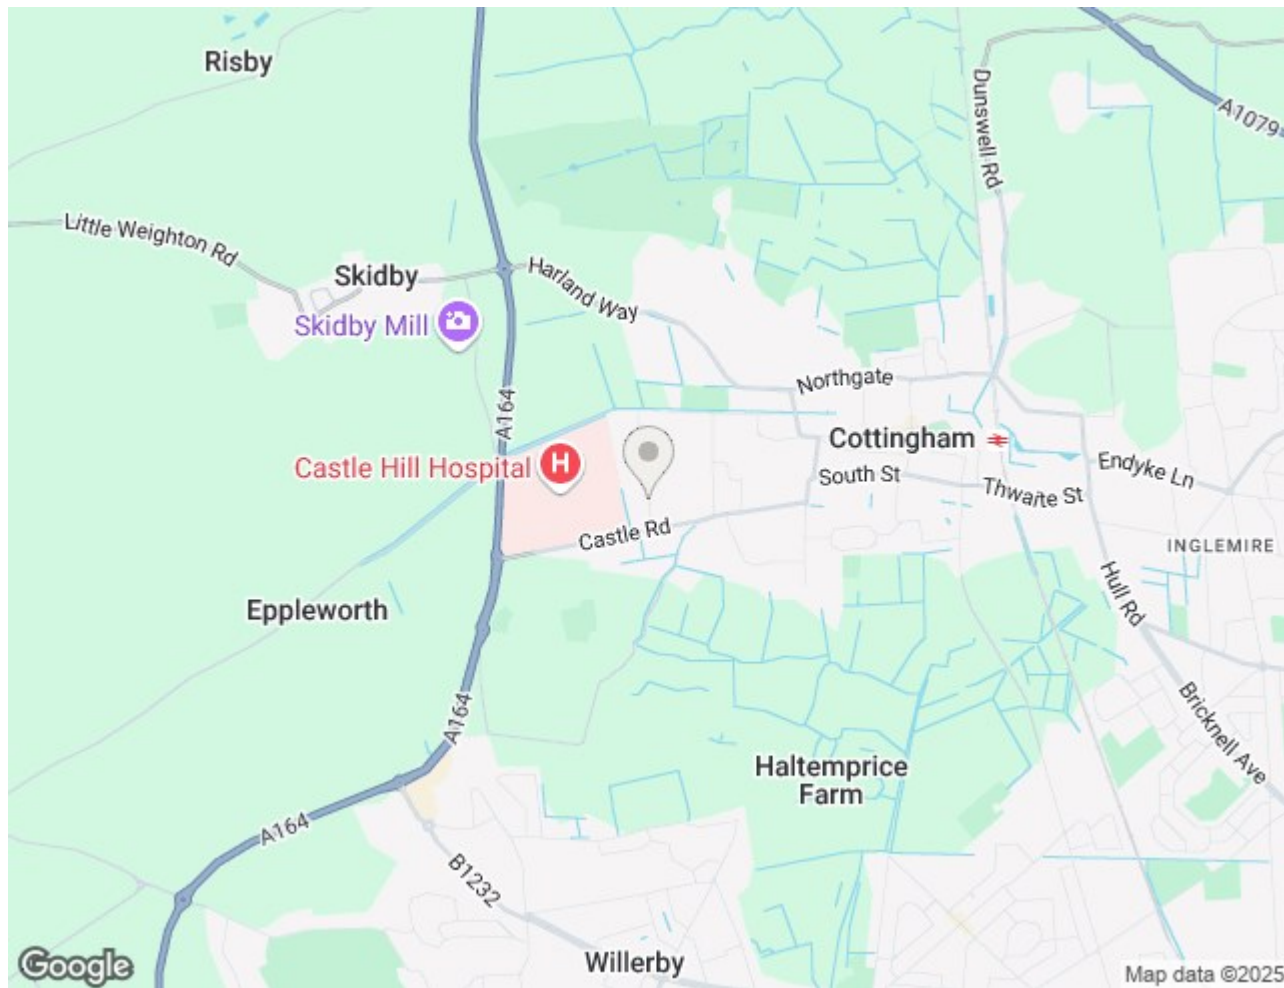 Risby
A1079
Dunswell Rd
Little Weighton Rd
Skidby
Harland Way
Skidby Mill
Northgate
A164
Cottingham
Castle Hill Hospital
H
South St
Endyke Ln
Thwaite St
Castle Rd
INGLEMIRE
Eppleworth
Hull Rd
A164
Bricknell Ave
Haltemprice
Farm
A164
B1232
Willerby
Google
Map data ©2025